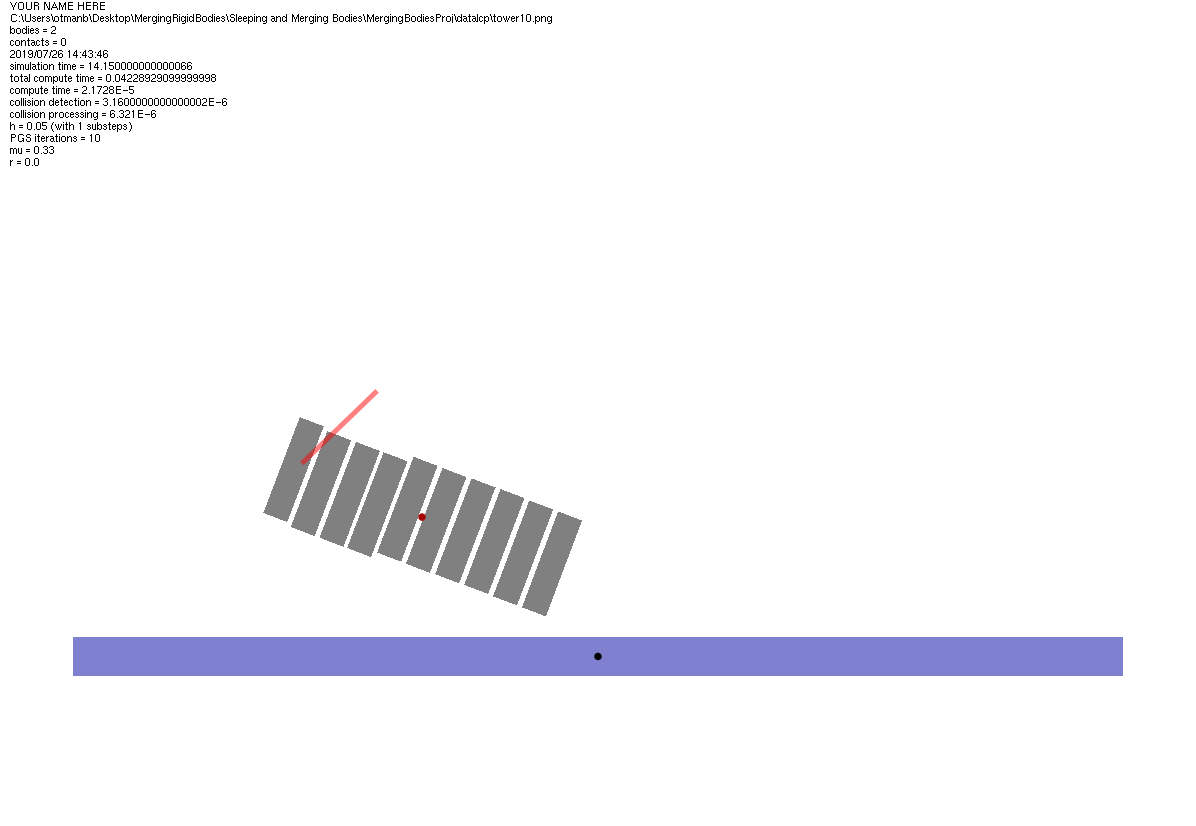 YOUR NAME HERE
C:\Users\otmanb\Desktop\MergingRigidBodies\Sleeping and Merging Bodies\MergingBodiesProj\datalcp\tower10.png
bodies = 2
contacts = 0
2019/07/26 14:43:46
simulation time = 14.150000000000066
total compute time = 0.04228929099999998
compute time = 2.1728E-5
collision detection = 3.1600000000000002E-6
collision processing = 6.321E-6
h = 0.05 (with 1 substeps)
PGS iterations = 10
mu = 0.33
r = 0.0